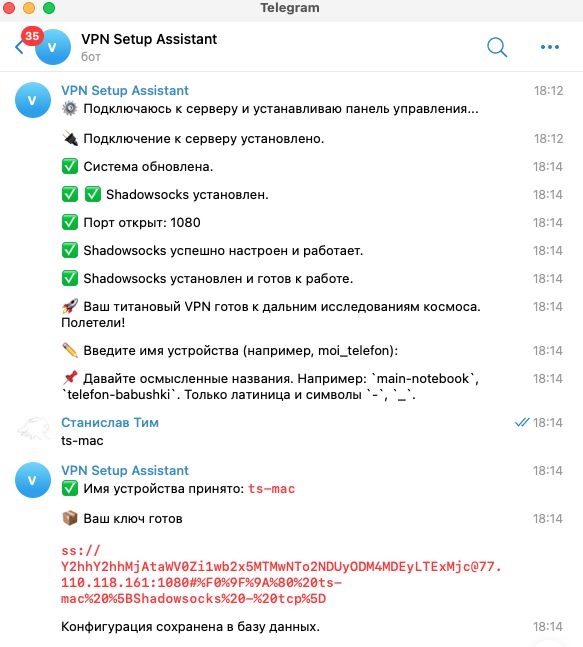 Telegram
35
v
VPN Setup Assistant
бот
VPN Setup Assistant 18:12
v
⚙️ Подключаюсь к серверу и устанавливаю панель управления...
🔌 Подключение к серверу установлено. 18:12
✅ Система обновлена. 18:14
✅ ✅ Shadowsocks установлен. 18:14
✅ Порт открыт: 1080 18:14
✅ Shadowsocks успешно настроен и работает. 18:14
✅ Shadowsocks установлен и готов к работе. 18:14
🚀 Ваш титановый VPN готов к дальним исследованиям космоса. 18:14
Полетели!
✏️ Введите имя устройства (например, moi_telefon): 18:14
📌 Давайте осмысленные названия. Например: `main-notebook`, 18:14
`telefon-babushki`. Только латиница и символы `-`, `_`.
Станислав Тим 18:14
ts-mac
VPN Setup Assistant 18:14
v
✅ Имя устройства принято: ts-mac
📦 Ваш ключ готов 18:14
ss://
Y2hhY2hhMjAtaWV0Zi1wb2x5MTMwNTo2NDUyODM4MDEyLTExMjc@77.
110.118.161:1080#%F0%9F%9A%80%20ts-
mac%20%5BShadowsocks%20-%20tcp%5D
Конфигурация сохранена в базу данных. 18:14